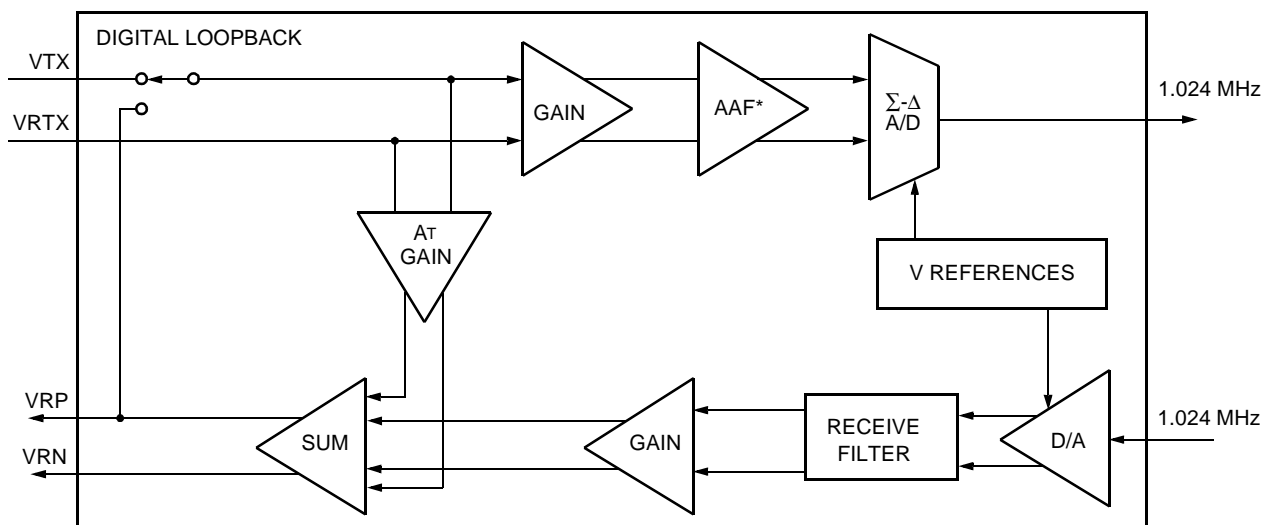 DIGITAL LOOPBACK
VTX
VRTX
GAIN
AAF*
Σ-Δ
A/D
1.024 MHz
AT
GAIN
V REFERENCES
VRP
VRN
SUM
GAIN
RECEIVE
FILTER
D/A
1.024 MHz